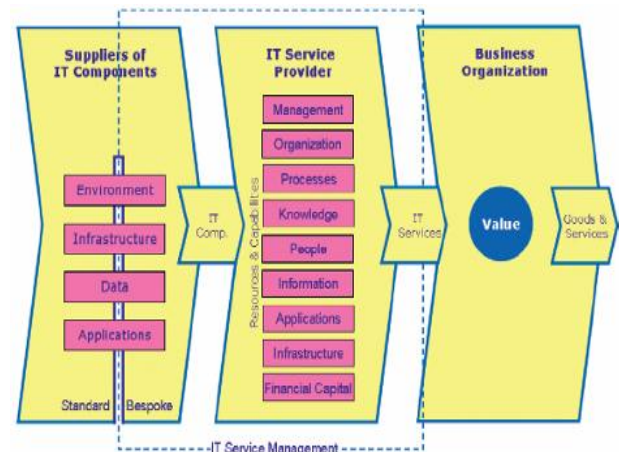 Suppliers of
IT Components
Environment
Infrastructure
Data
Applications
Standard
Bespoke
IT
Comp.
IT Service
Provider
Resources & Capabilities
Management
Organization
Processes
Knowledge
People
Information
Applications
Infrastructure
Financial Capital
IT
Services
Business
Organization
Value
Goods &
Services
IT Service Management